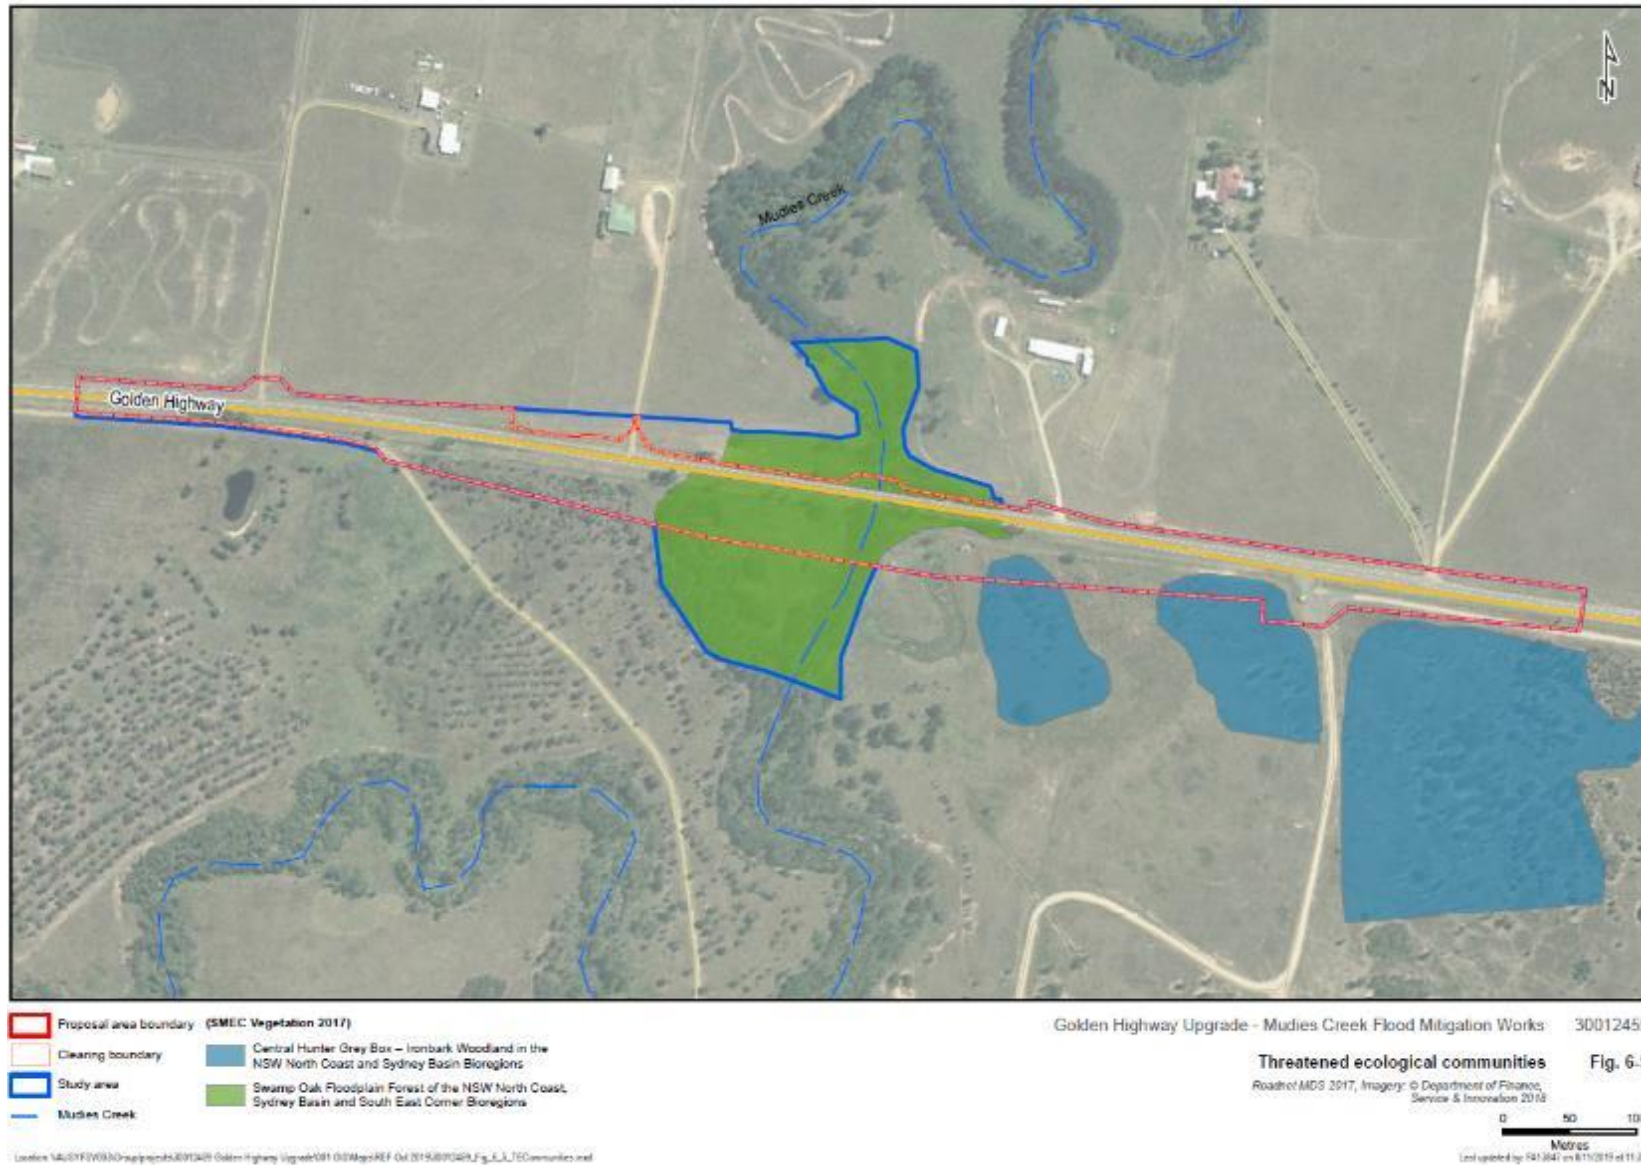 N
Mudies Creek
Golden Highway
Proposal area boundary
(SMEC Vegetation 2017)
Clearing boundary
Central Hunter Grey Box – Ironbark Woodland in the
NSW North Coast and Sydney Basin Bioregions
Study area
Swamp Oak Floodplain Forest of the NSW North Coast,
Sydney Basin and South East Corner Bioregions
Mudies Creek
Golden Highway Upgrade - Mudies Creek Flood Mitigation Works
Threatened ecological communities
Fig. 6-
Roadnet MDS 2017, Imagery: © Department of Finance,
Service & Innovation 2018
0 50
Metres